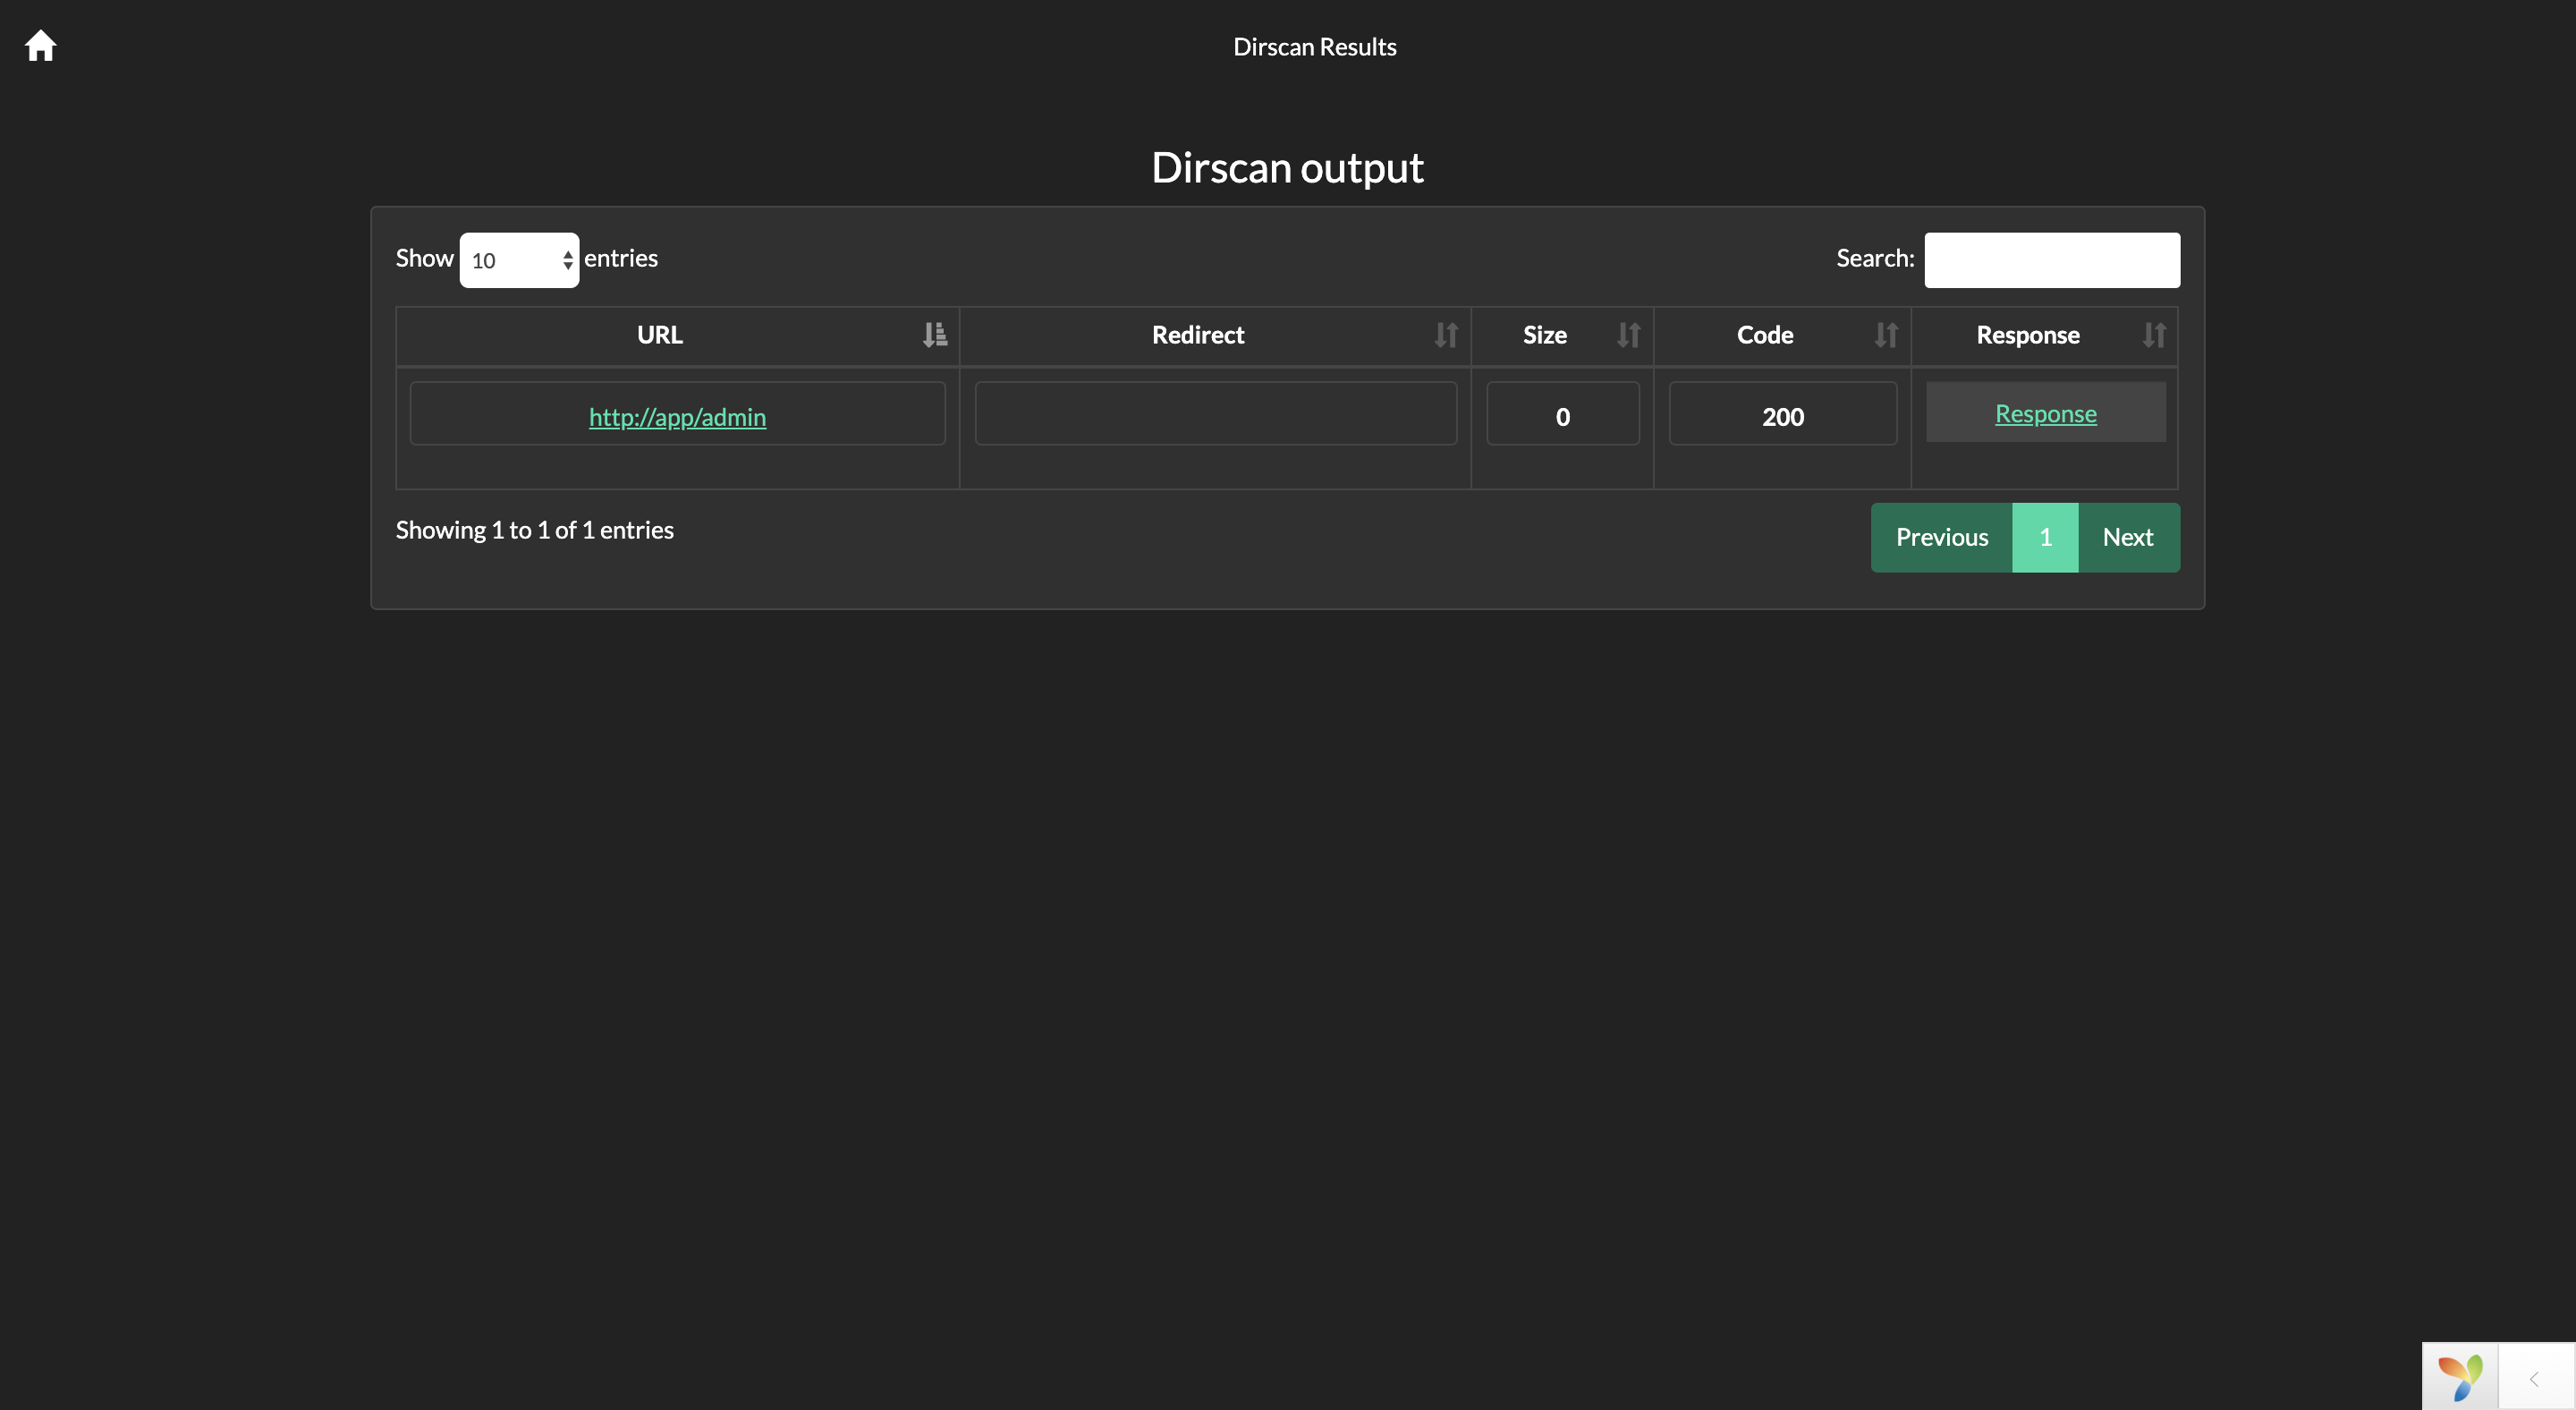 Dirscan Results
Dirscan output
Show 10 entries
Search:
URL Redirect Size Code Response
http://app/admin 0 200 Response
Showing 1 to 1 of 1 entries
Previous 1 Next